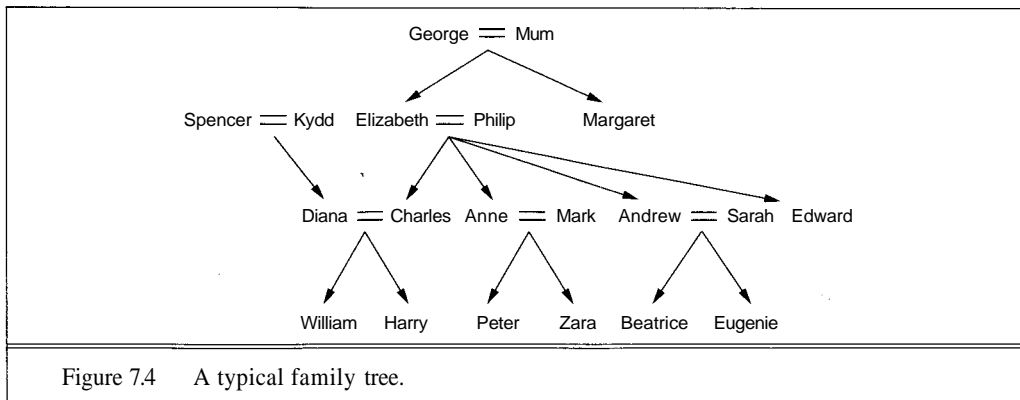 George Mum
Spencer Kydd Elizabeth Philip Margaret
Diana Charles Anne Mark Andrew Sarah Edward
William Harry Peter Zara Beatrice Eugenie
Figure 7.4 A typical family tree.